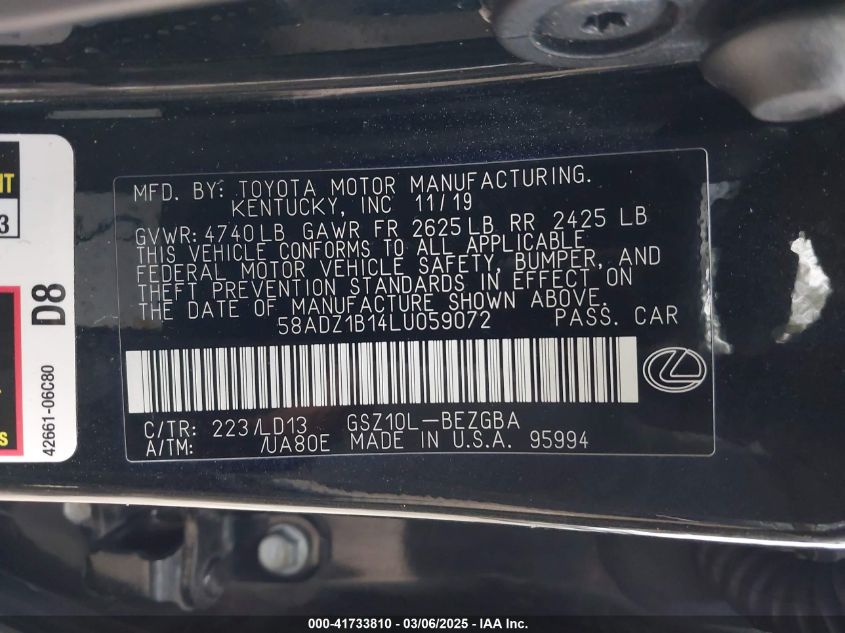 MFD. BY: TOYOTA MOTOR MANUFACTURING.
KENTUCKY, INC 11/19
GVWR: 4740LB GAWR FR 2625LB RR 2425 LB
THIS VEHICLE CONFORMS TO ALL APPLICABLE
FEDERAL MOTOR VEHICLE SAFETY, BUMPER, AND
THEFT PREVENTION STANDARDS IN EFFECT ON
THE DATE OF MANUFACTURE SHOWN ABOVE.
58ADZ1B14LU059072 PASS. CAR
C/TR: 223/LD13 GSZ10L-BEZGBA
A/TM: /UA80E MADE IN U.S.A. 95994
D8
42661-06C80
000-41733810 - 03/06/2025 - IAA Inc.